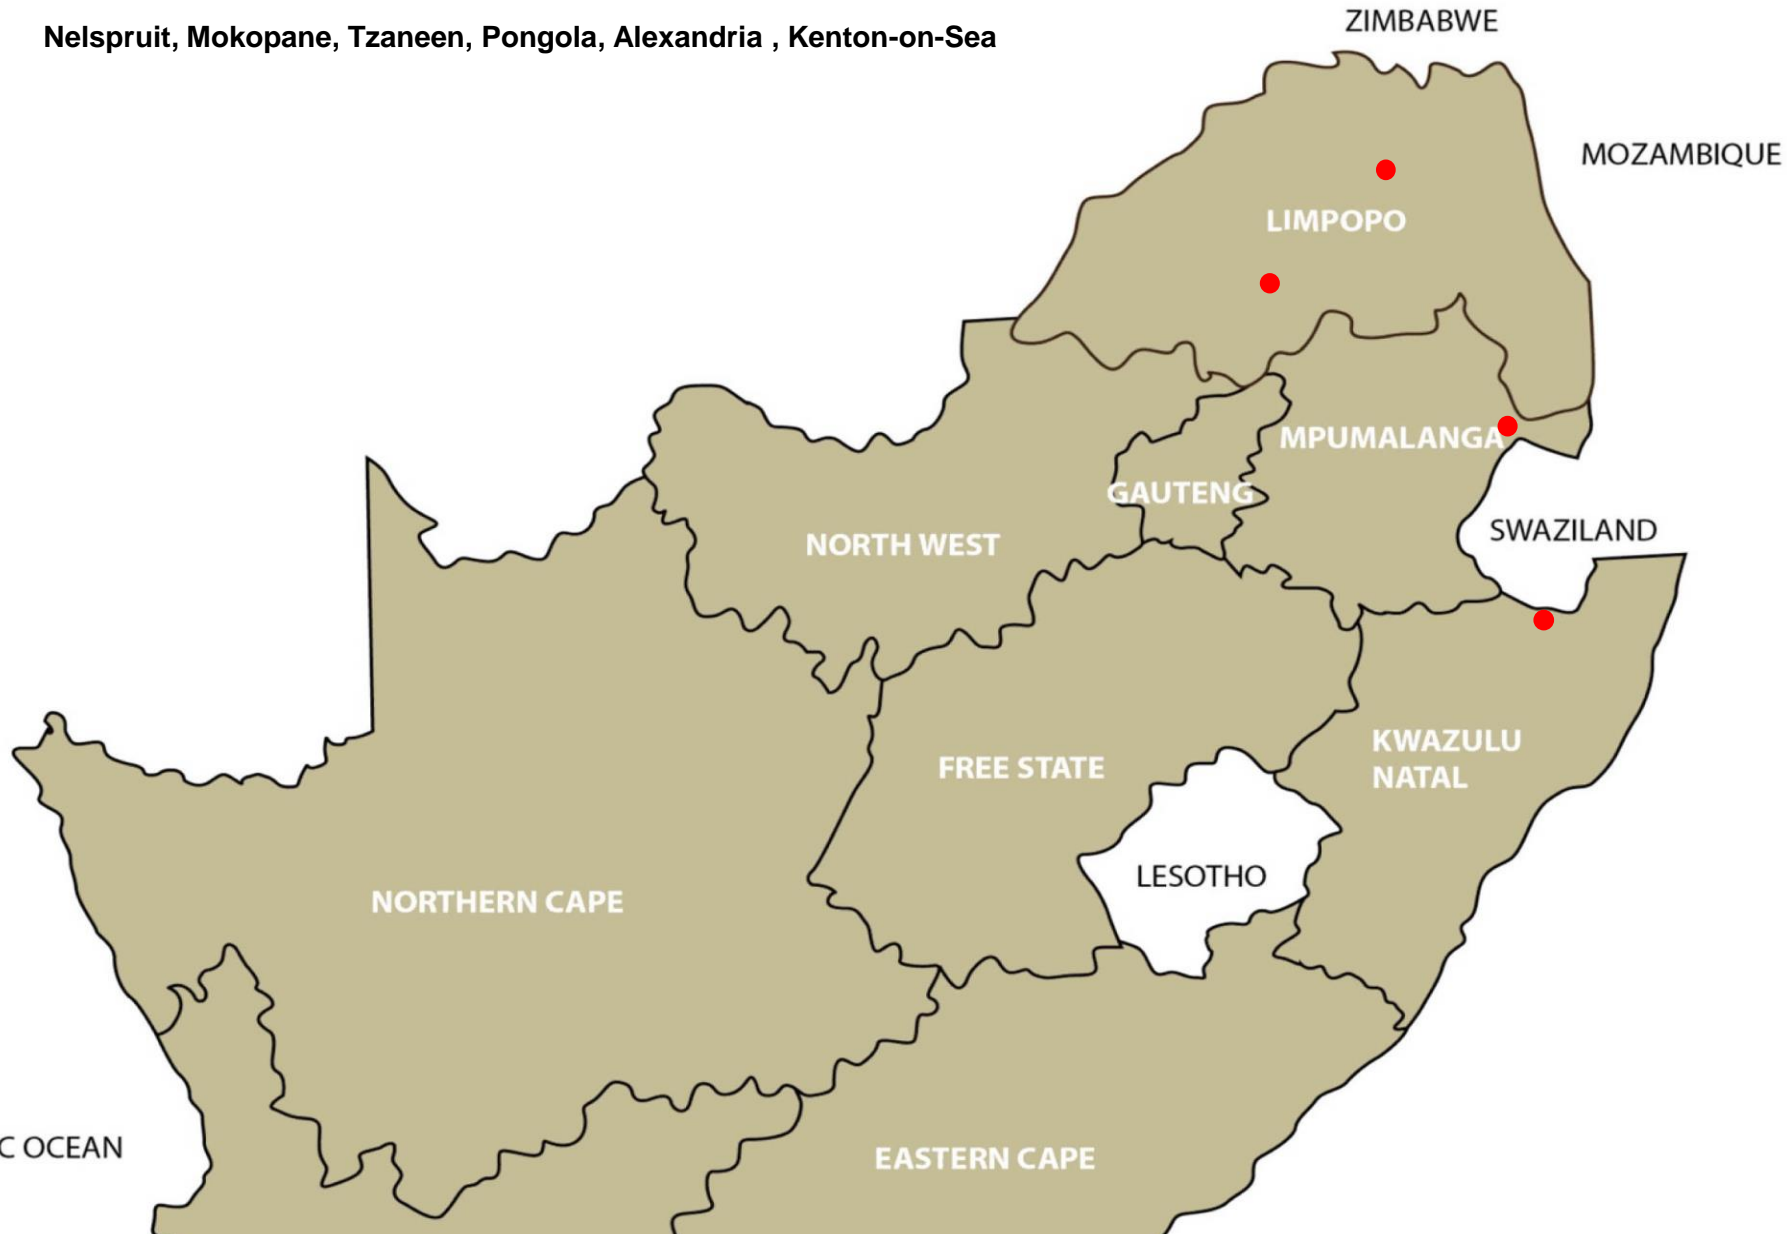 ZIMBABWE
Nelspruit, Mokopane, Tzaneen, Pongola, Alexandria , Kenton-on-Sea
MOZAMBIQUE
LIMPOPO
MPUMALANGA
GAUTENG
SWAZILAND
NORTH WEST
KWAZULU
NATAL
FREE STATE
LESOTHO
NORTHERN CAPE
C OCEAN
EASTERN CAPE